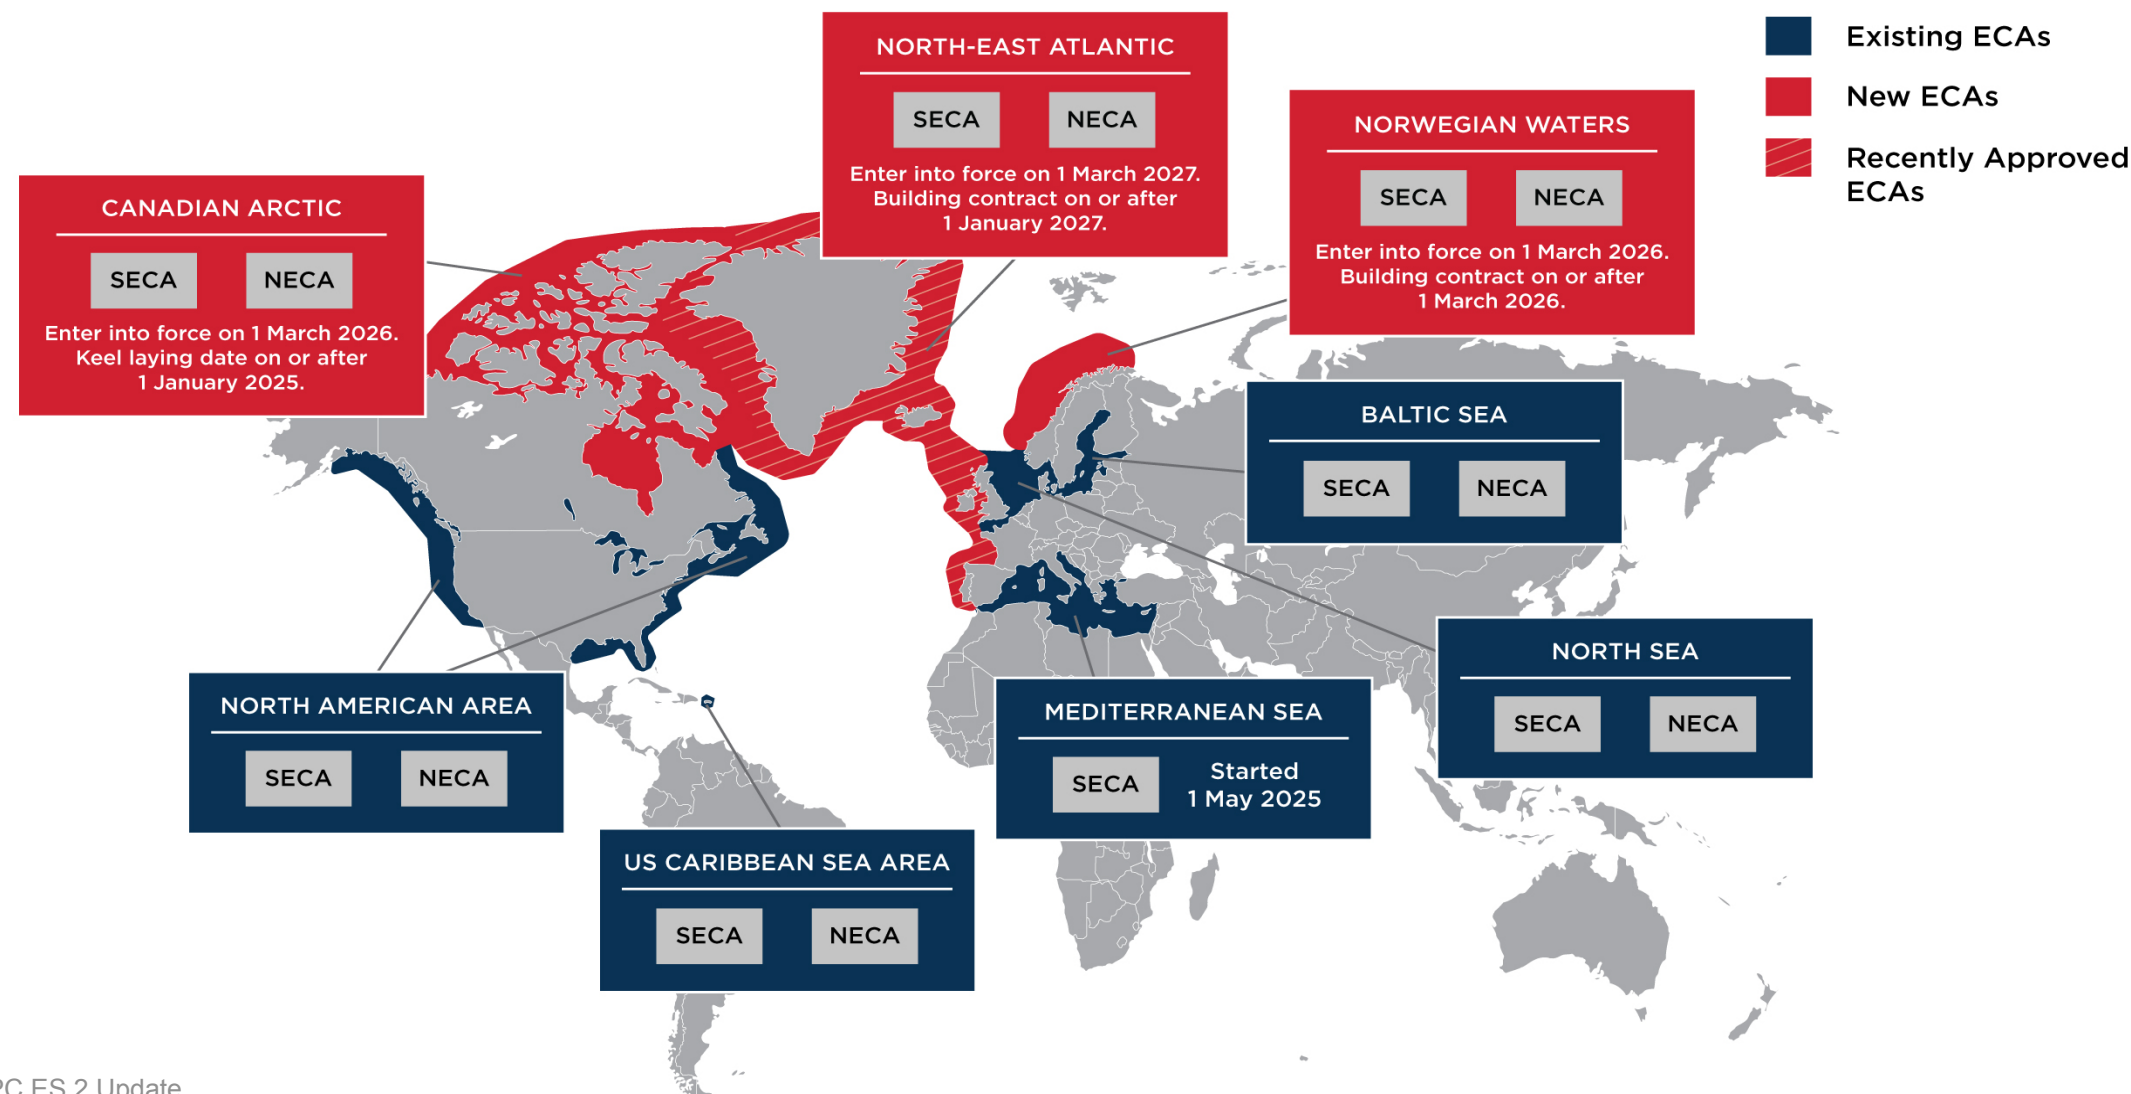 Existing ECAs
New ECAs
Recently Approved
ECAs
NORTH-EAST ATLANTIC
SECA
NECA
Enter into force on 1 March 2027.
Building contract on or after
1 January 2027.
NORWEGIAN WATERS
SECA
NECA
Enter into force on 1 March 2026.
Building contract on or after
1 March 2026.
CANADIAN ARCTIC
SECA
NECA
Enter into force on 1 March 2026.
Keel laying date on or after
1 January 2025.
BALTIC SEA
SECA
NECA
NORTH SEA
SECA
NECA
NORTH AMERICAN AREA
SECA
NECA
MEDITERRANEAN SEA
SECA
Started
1 May 2025
US CARIBBEAN SEA AREA
SECA
NECA
ES 2 Update